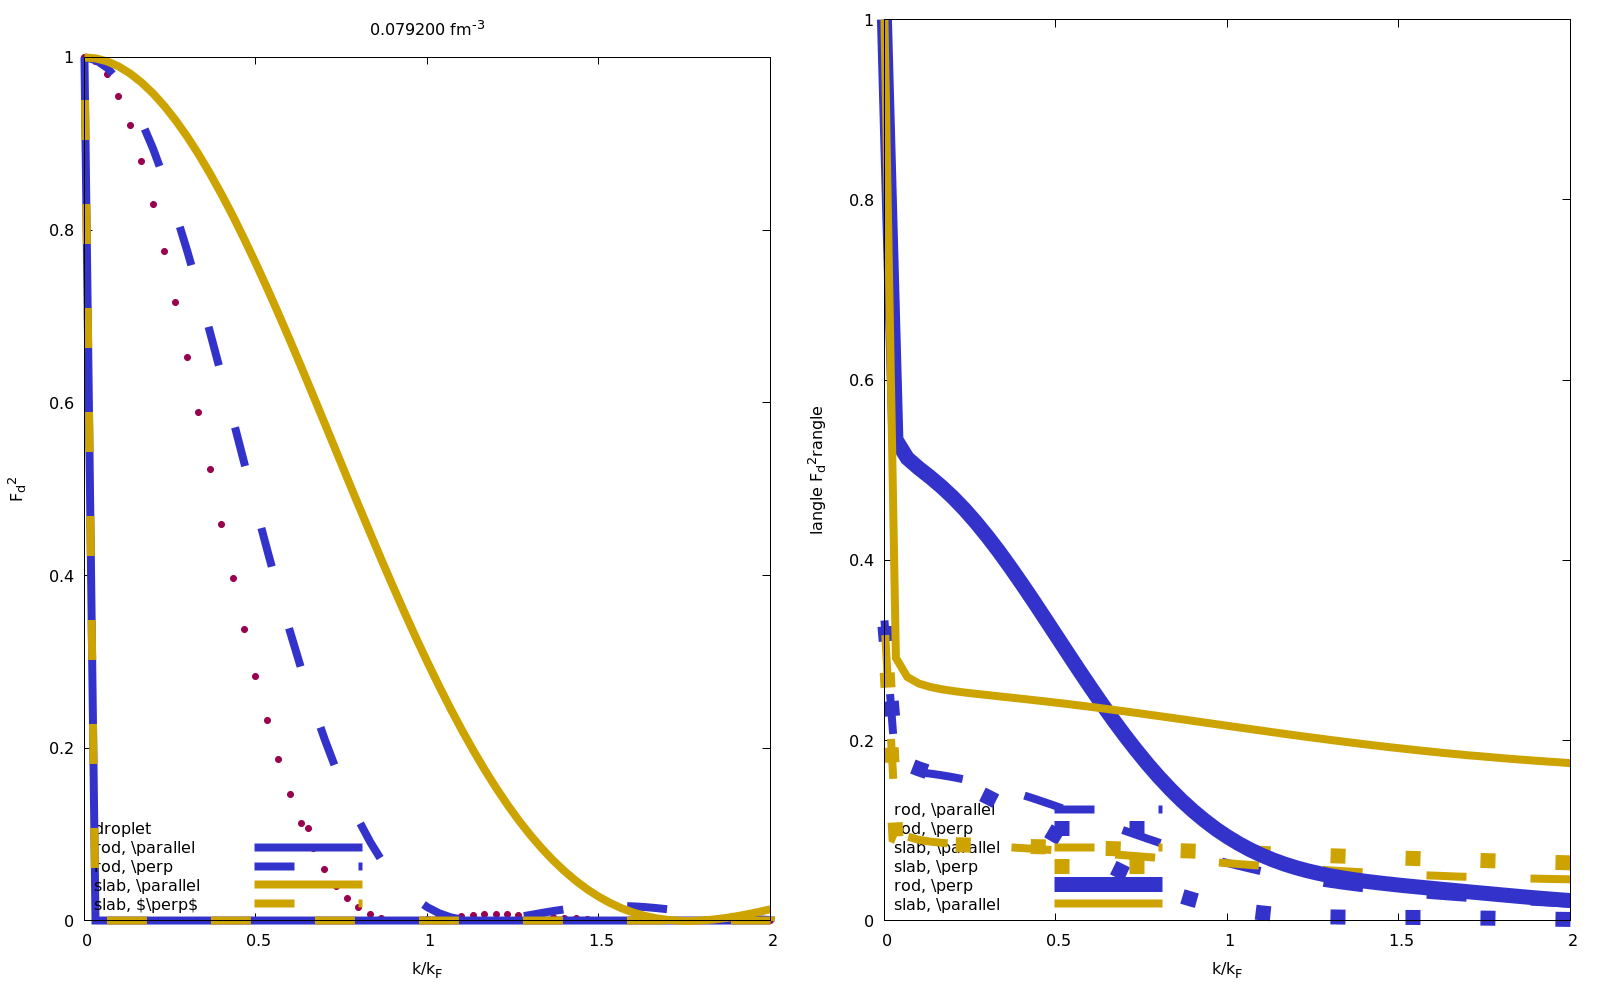 0.079200 fm-3
1
0.8
0.6
0.4
0.2
0
Fd2
droplet
rod, \parallel
rod, \perp
slab, \parallel
slab, $\perp$
0 0.5 1 1.5 2
k/kF
1
0.8
0.6
0.4
0.2
0
langle Fd2rangle
rod, \parallel
rod, \perp
slab, \parallel
slab, \perp
rod, \perp
slab, \parallel
0 0.5 1 1.5 2
k/kF